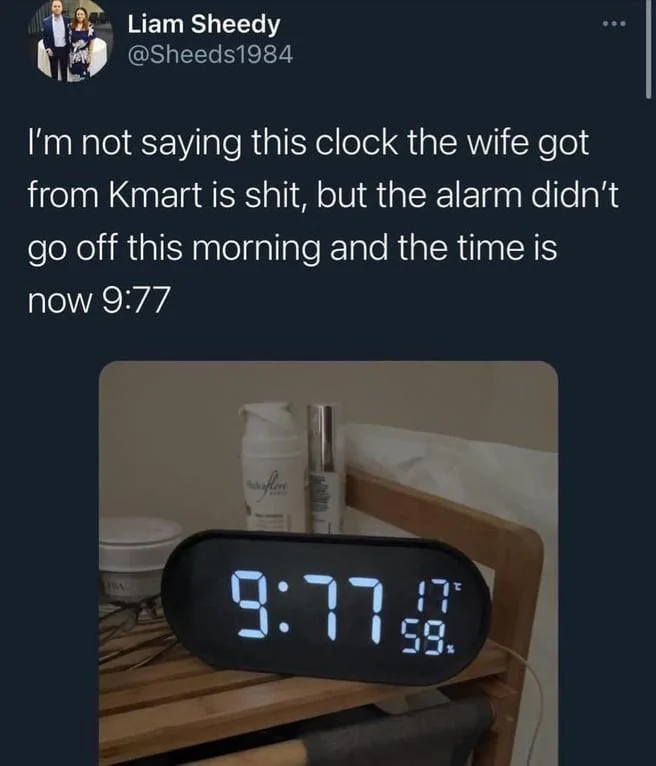 Liam Sheedy
@Sheeds1984
I’m not saying this clock the wife got
from Kmart is shit, but the alarm didn’t
go off this morning and the time is
now 9:77
9:77
17℃
59%